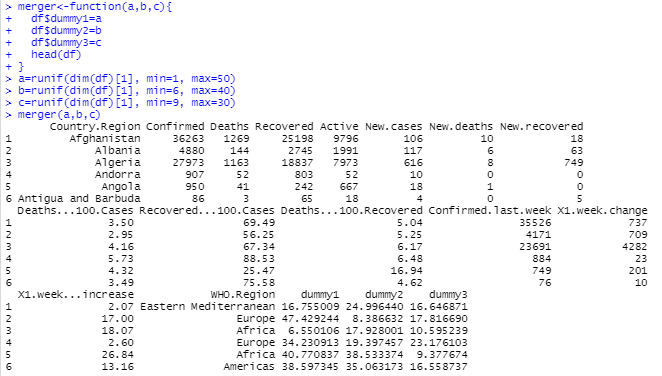 > merger<-function(a,b,c){
+   df$dummy1=a
+   df$dummy2=b
+   df$dummy3=c
+   head(df)
+ }
> a=runif(dim(df)[1], min=1, max=50)
> b=runif(dim(df)[1], min=6, max=40)
> c=runif(dim(df)[1], min=9, max=30)
> merger(a,b,c)
       Country.Region Confirmed Deaths Recovered Active New.cases New.deaths New.recovered
1         Afghanistan     36263   1269     25198   9796       106         10            18
2             Albania      4880    144      2745   1991       117          6            63
3             Algeria     27973   1163     18837   7973       616          8           749
4             Andorra       907     52       803     52        10          0             0
5              Angola       950     41       242    667        18          1             0
6 Antigua and Barbuda        86      3        65     18         4          0             5
  Deaths...100.Cases Recovered...100.Cases Deaths...100.Recovered Confirmed.last.week X1.week.change
1               3.50                 69.49                   5.04               35526            737
2               2.95                 56.25                   5.25                4171            709
3               4.16                 67.34                   6.17               23691           4282
4               5.73                 88.53                   6.48                 884             23
5               4.32                 25.47                  16.94                 749            201
6               3.49                 75.58                   4.62                  76             10
  X1.week...increase            WHO.Region    dummy1    dummy2    dummy3
1               2.07 Eastern Mediterranean 16.755009 24.996440 16.646871
2              17.00                Europe 47.429244  8.386632 17.816690
3              18.07                Africa  6.550106 17.928001 10.595239
4               2.60                Europe 34.230913 19.397457 23.176103
5              26.84                Africa 40.770837 38.533374  9.377674
6              13.16              Americas 38.597345 35.063173 16.558737